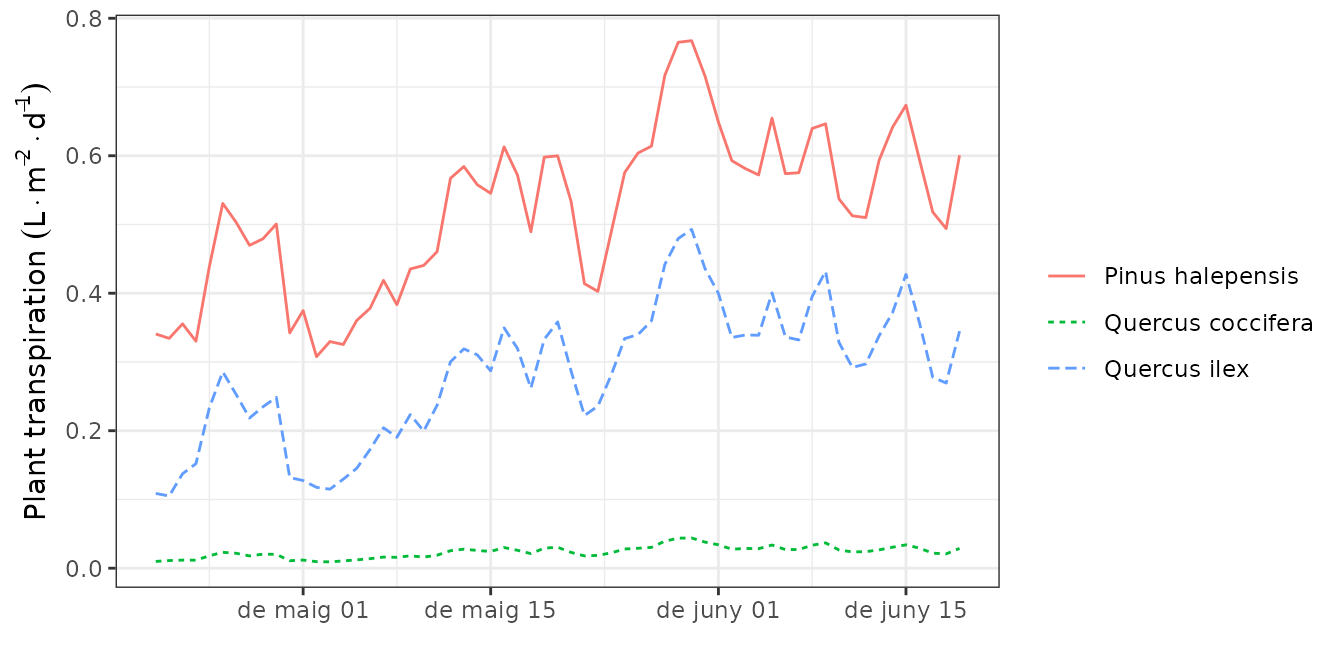 Plant transpiration (L · m⁻² · d⁻¹)
0.8
0.6
0.4
0.2
0.0
de maig 01
de maig 15
de juny 01
de juny 15
Pinus halepensis
Quercus coccifera
Quercus ilex